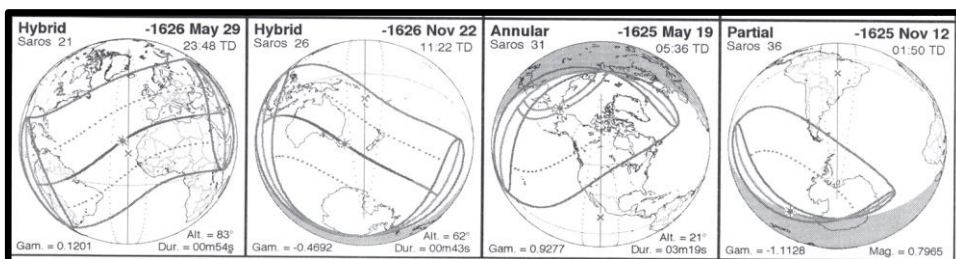 Hybrid -1626 May 29
Saros 21 23:48 TD
Alt. = 83°
Gam. = 0.1201 Dur. = 00m54s
Hybrid -1626 Nov 22
Saros 26 11:22 TD
Alt. = 62°
Gam. = -0.4692 Dur. = 00m43s
Annular -1625 May 19
Saros 31 05:36 TD
Alt. = 21°
Gam. = 0.9277 Dur. = 03m19s
Partial -1625 Nov 12
Saros 36 01:50 TD
Gam. = -1.1128 Mag. = 0.7965